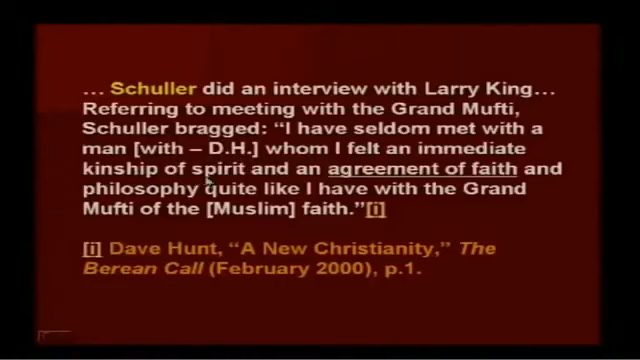 ... Schuller did an interview with Larry King...
Referring to meeting with the Grand Mufti,
Schuller bragged: “I have seldom met with a
man [with – D.H.] whom I felt an immediate
kinship of spirit and an agreement of faith and
philosophy quite like I have with the Grand
Mufti of the [Muslim] faith.”[i]
[i] Dave Hunt, “A New Christianity,” The
Berean Call (February 2000), p.1.